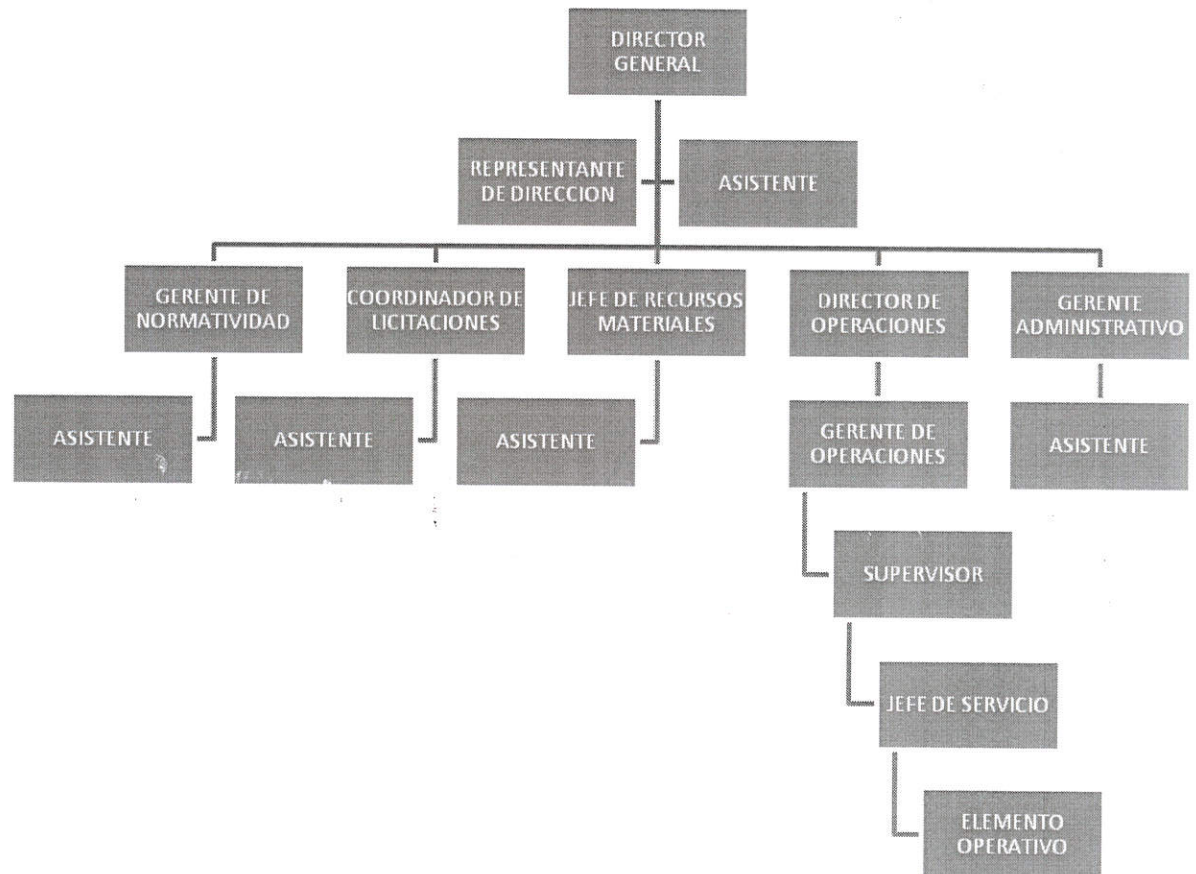 DIRECTOR
GENERAL
REPRESENTANTE
DE DIRECCION
ASISTENTE
GERENTE DE
NORMATIVIDAD
COORDINADOR DE
LICITACIONES
JEFE DE RECURSOS
MATERIALES
DIRECTOR DE
OPERACIONES
GERENTE
ADMINISTRATIVO
ASISTENTE
ASISTENTE
ASISTENTE
GERENTE DE
OPERACIONES
ASISTENTE
SUPERVISOR
JEFE DE SERVICIO
ELEMENTO
OPERATIVO